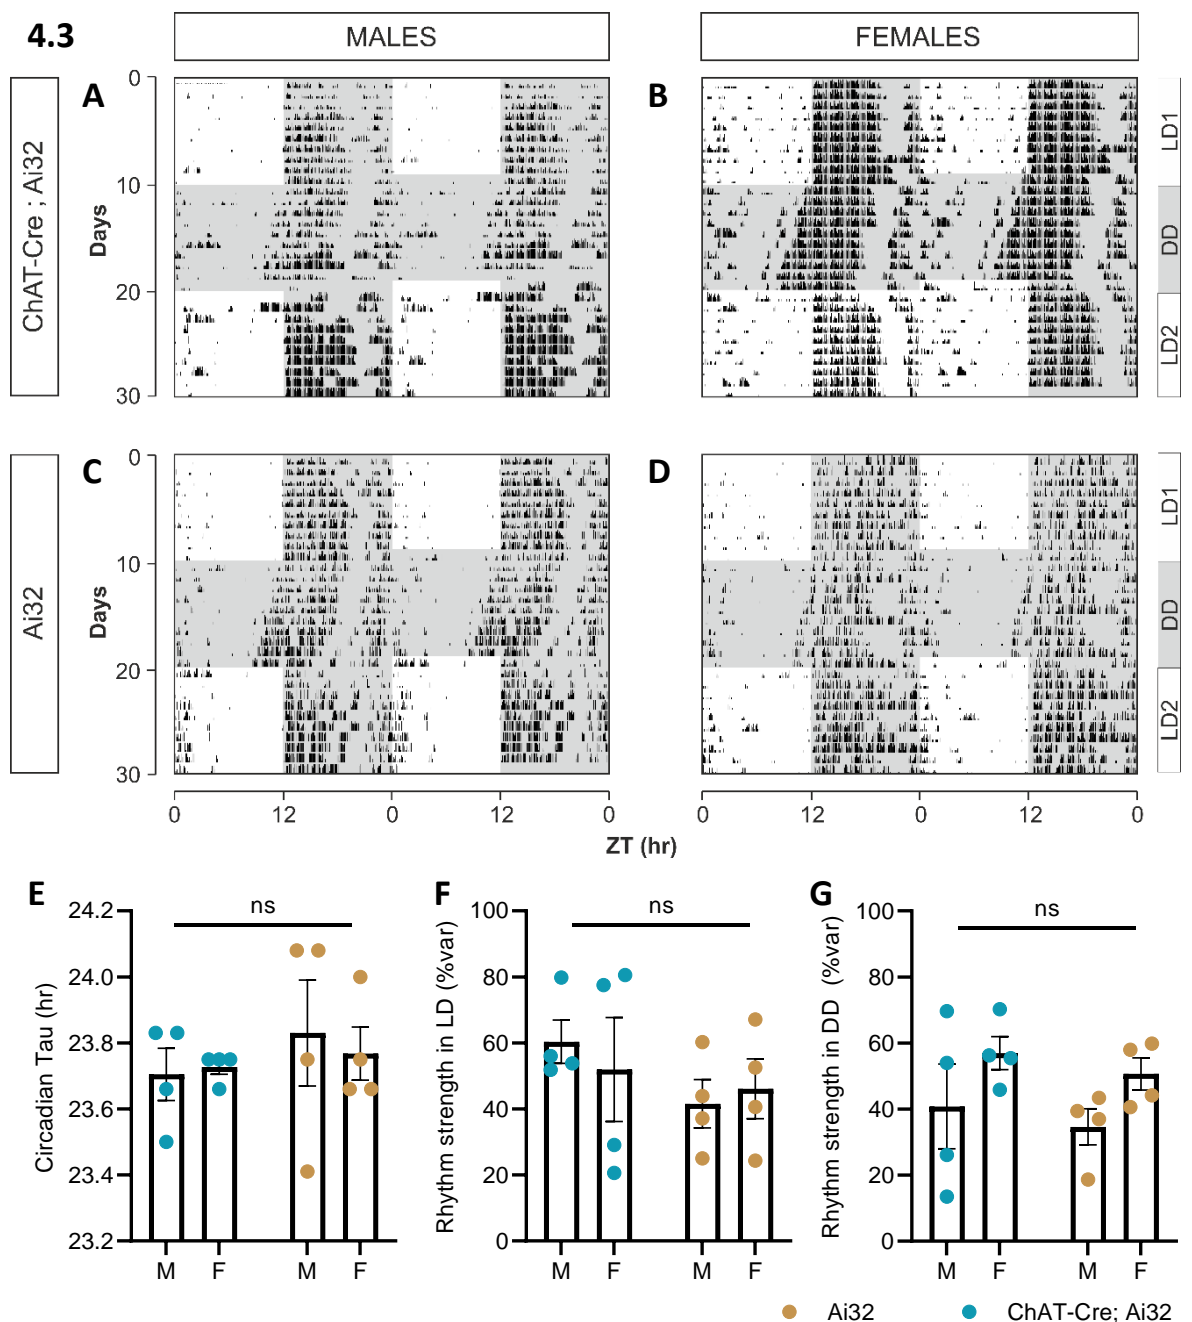 4.3
MALES
FEMALES
ChAT-Cre ; Ai32
A
B
0
10
20
30
Days
LD1
DD
LD2
Ai32
C
D
0
10
20
30
Days
LD1
DD
LD2
0 12 0 12 0
0 12 0 12 0
ZT (hr)
E
Circadian Tau (hr)
24.2
24.0
23.8
23.6
23.4
23.2
ns
M F M F
F
Rhythm strength in LD (%var)
100
80
60
40
20
0
ns
M F M F
G
Rhythm strength in DD (%var)
100
80
60
40
20
0
ns
M F M F
Ai32
ChAT-Cre; Ai32